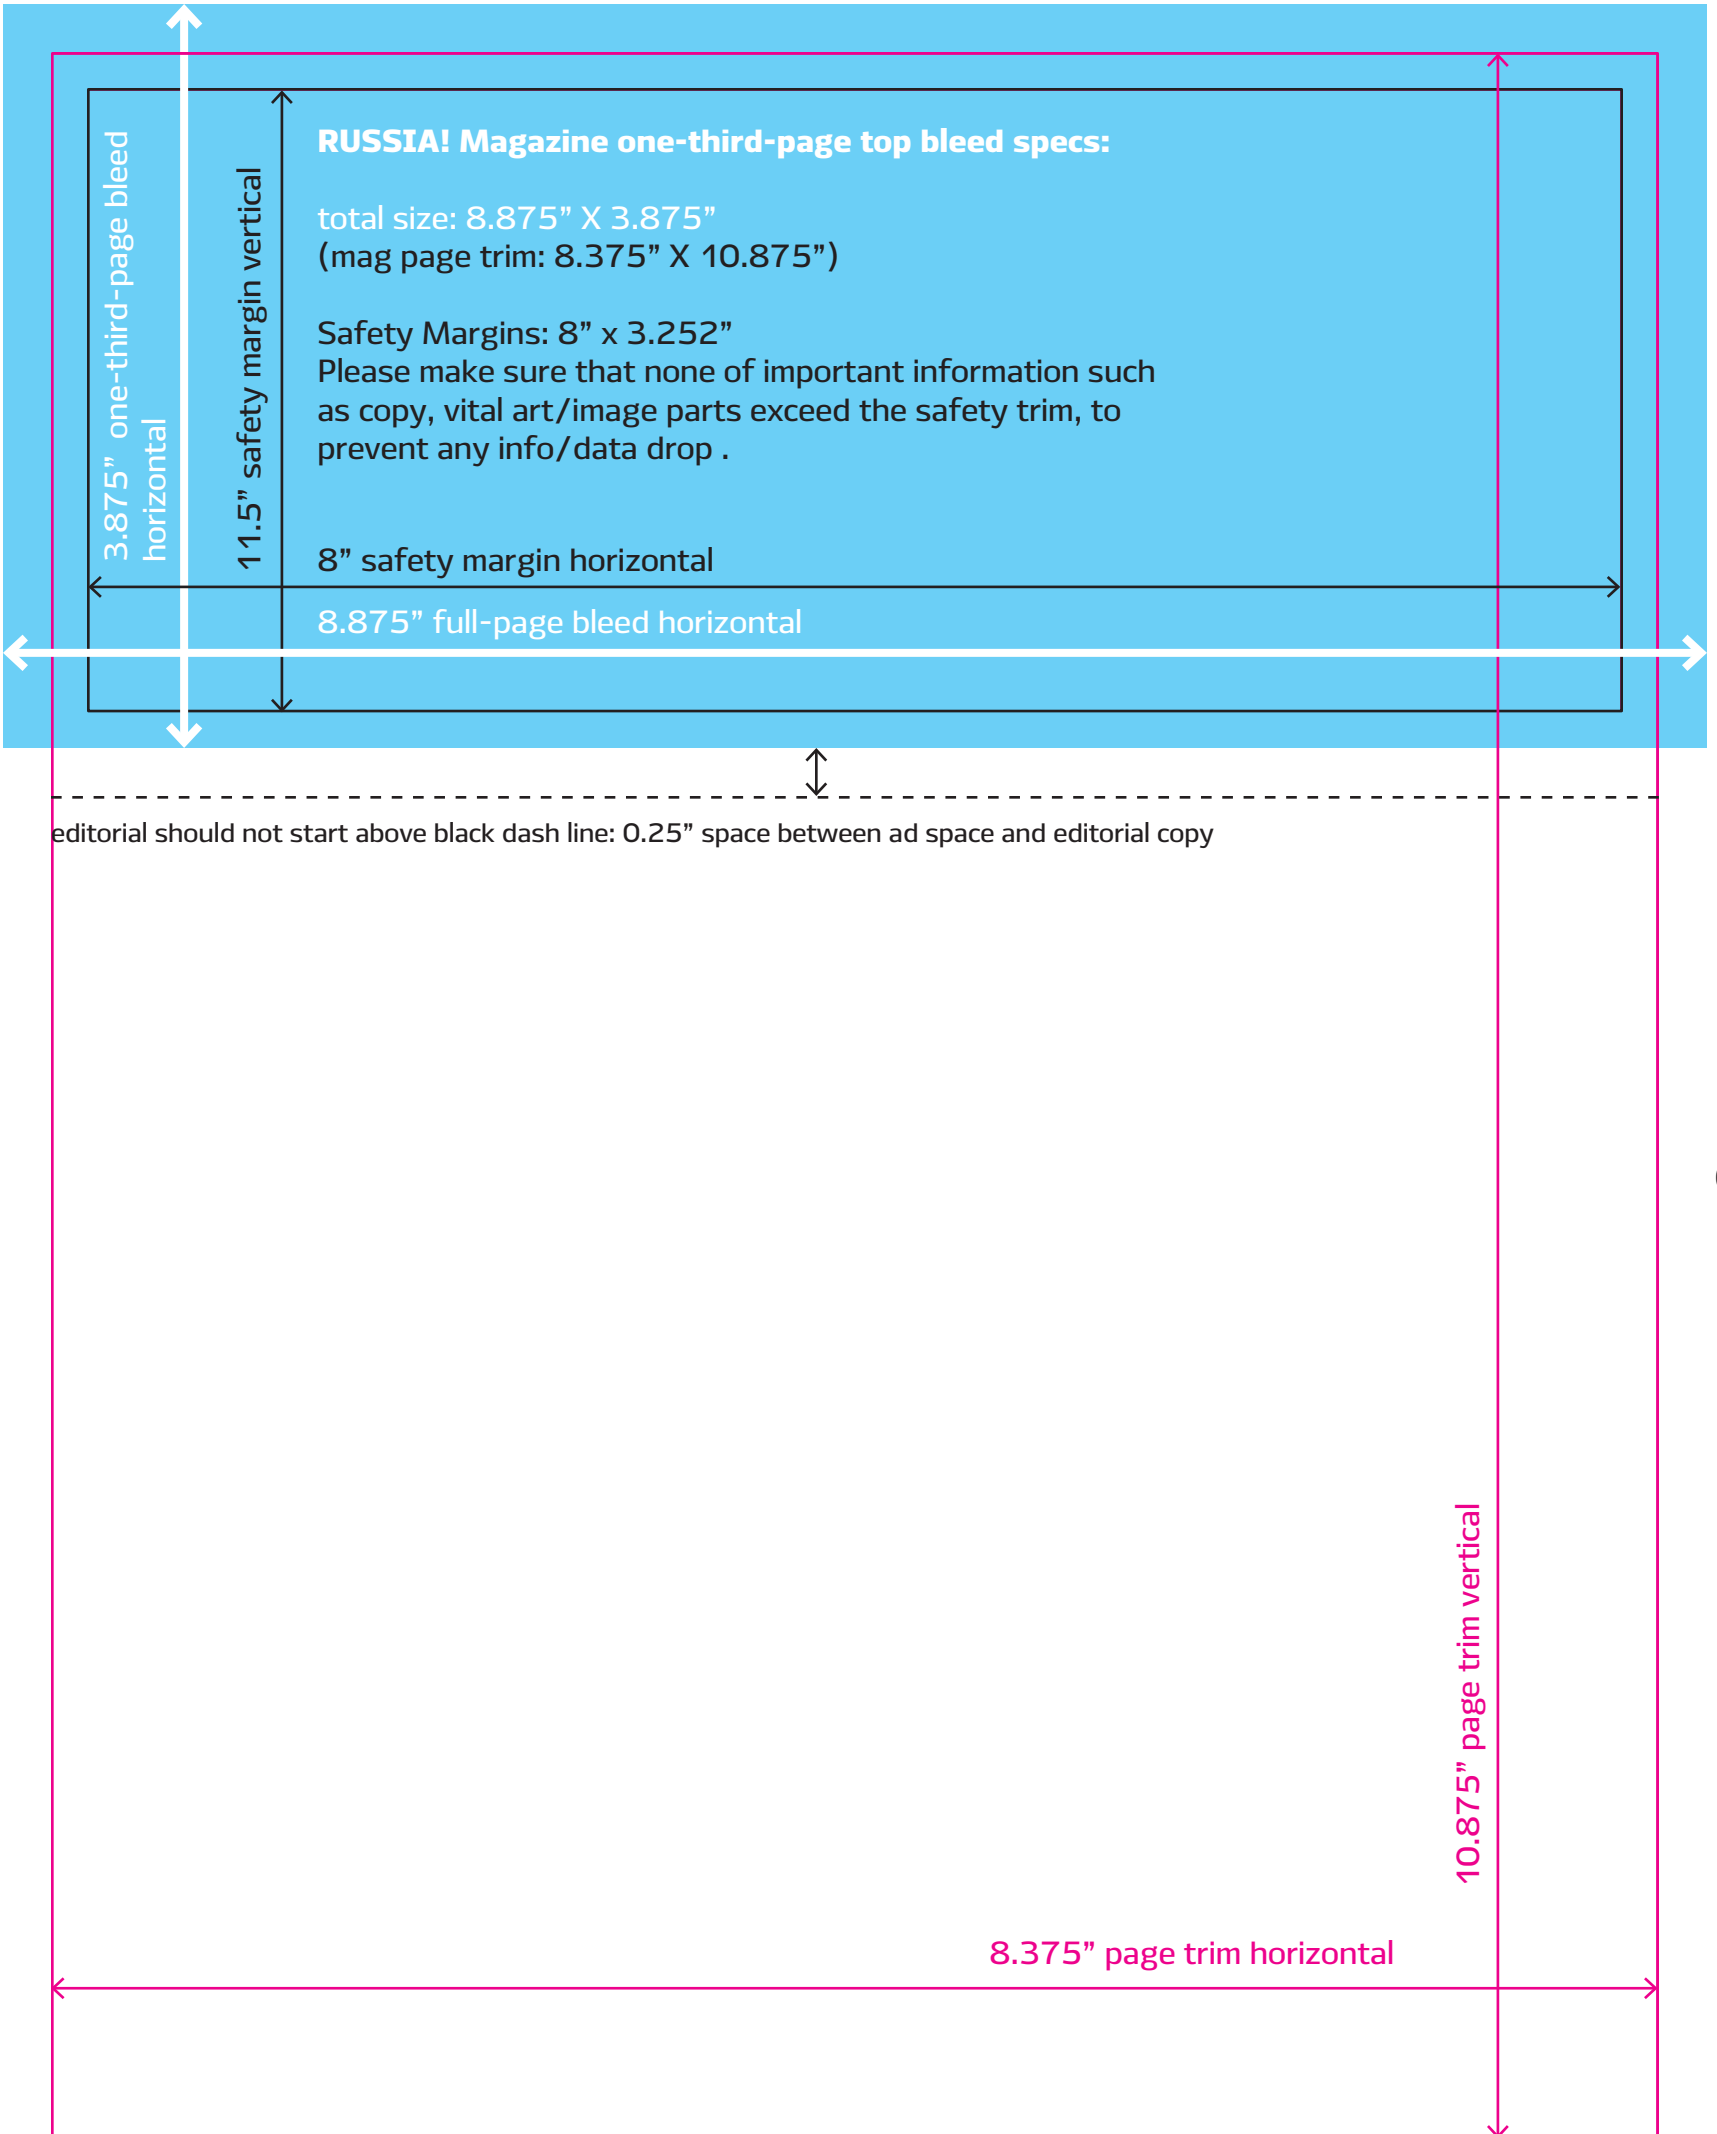 RUSSIA! Magazine one-third-page top bleed specs:
total size: 8.875” X 3.875”
(mag page trim: 8.375” X 10.875”)
Safety Margins: 8” x 3.252”
Please make sure that none of important information such
as copy, vital art/image parts exceed the safety trim, to
prevent any info/data drop .
3.875” one-third-page bleed
horizontal
11.5” safety margin vertical
8” safety margin horizontal
8.875” full-page bleed horizontal
editorial should not start above black dash line: 0.25” space between ad space and editorial copy
10.875” page trim vertical
8.375” page trim horizontal